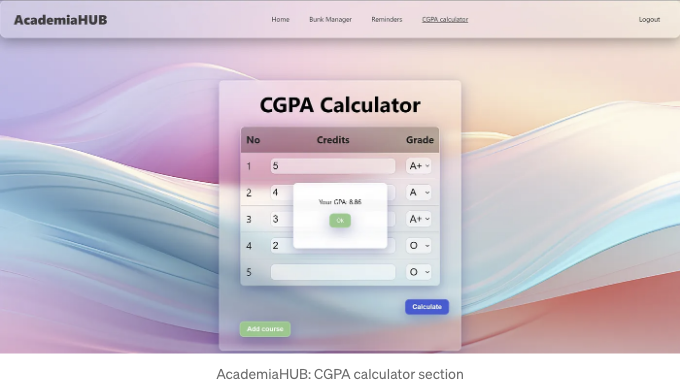 AcademiaHUB Home Bunk Manager Reminders CGPA calculator Logout
CGPA Calculator
No Credits Grade
1 5 A+
2 4 A
3 3 A+
4 2 O
5 O
Your GPA: 8.86
Ok
Calculate
Add course
AcademiaHUB: CGPA calculator section